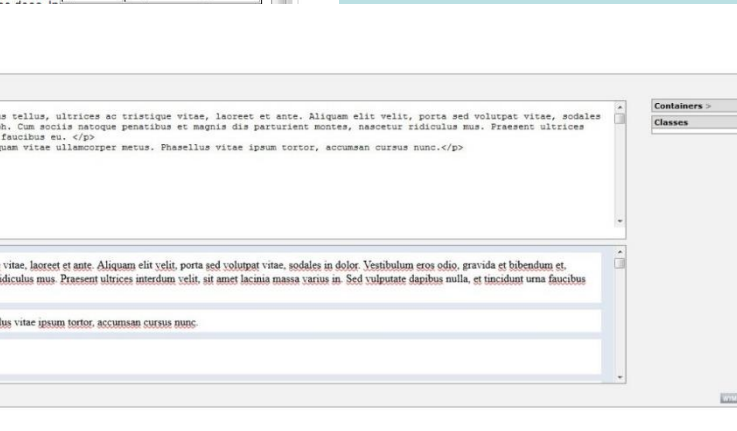 us tellus, ultrices ac tristique vitae, laoreet et ante. Aliquam elit velit, porta sed volutpat vitae, sodales
h. Cum sociis natoque penatibus et magnis dis parturient montes, nascetur ridiculus mus. Praesent ultrices
faucibus eu. </p>
quam vitae ullamcorper metus. Phasellus vitae ipsum tortor, accumsan cursus nunc.</p>
Containers >
Classes
vitae, laoreet et ante. Aliquam elit velit, porta sed volutpat vitae, sodales in dolor. Vestibulum eros odio, gravida et bibendum et,
idiculus mus. Praesent ultrices interdum velit, sit amet lacinia massa varius in. Sed vulputate dapibus nulla, et tincidunt urna faucibus
lus vitae ipsum tortor, accumsan cursus nunc.